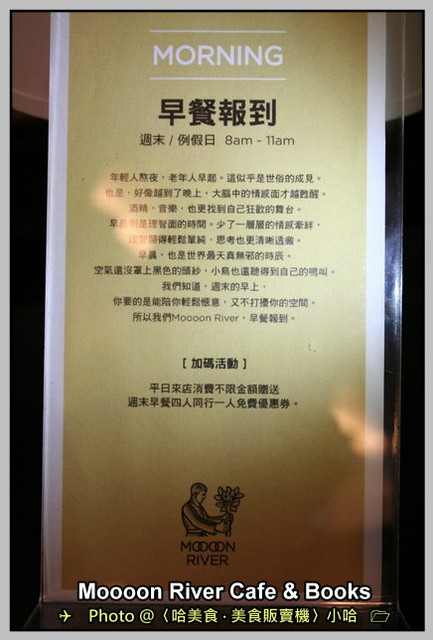 MORNING
早餐報到
週末 / 例假日 8am - 11am
年輕人熬夜，老年人早起。這似乎是世俗的成見。
也是，好像越到了晚上，大腦中的情感面才越甦醒。
酒精，音樂，也更找到自己狂歡的舞台。
早晨則是理智面的時間。少了一層層的情感牽絆，
理智顯得輕鬆單純，思考也更清晰透徹。
早晨，也是世界最天真無邪的時辰。
空氣還沒罩上黑色的頭紗，小鳥也還聽得到自己的鳴叫。
我們知道，週末的早上，
你要的是能陪你輕鬆愜意，又不打擾你的空間。
所以我們Moooon River，早餐報到。
[ 加碼活動 ]
平日來店消費不限金額贈送
週末早餐四人同行一人免費優惠券。
MOOOON
RIVER
Moooon River Cafe & Books
Photo @〈哈美食 · 美食販賣機〉小哈